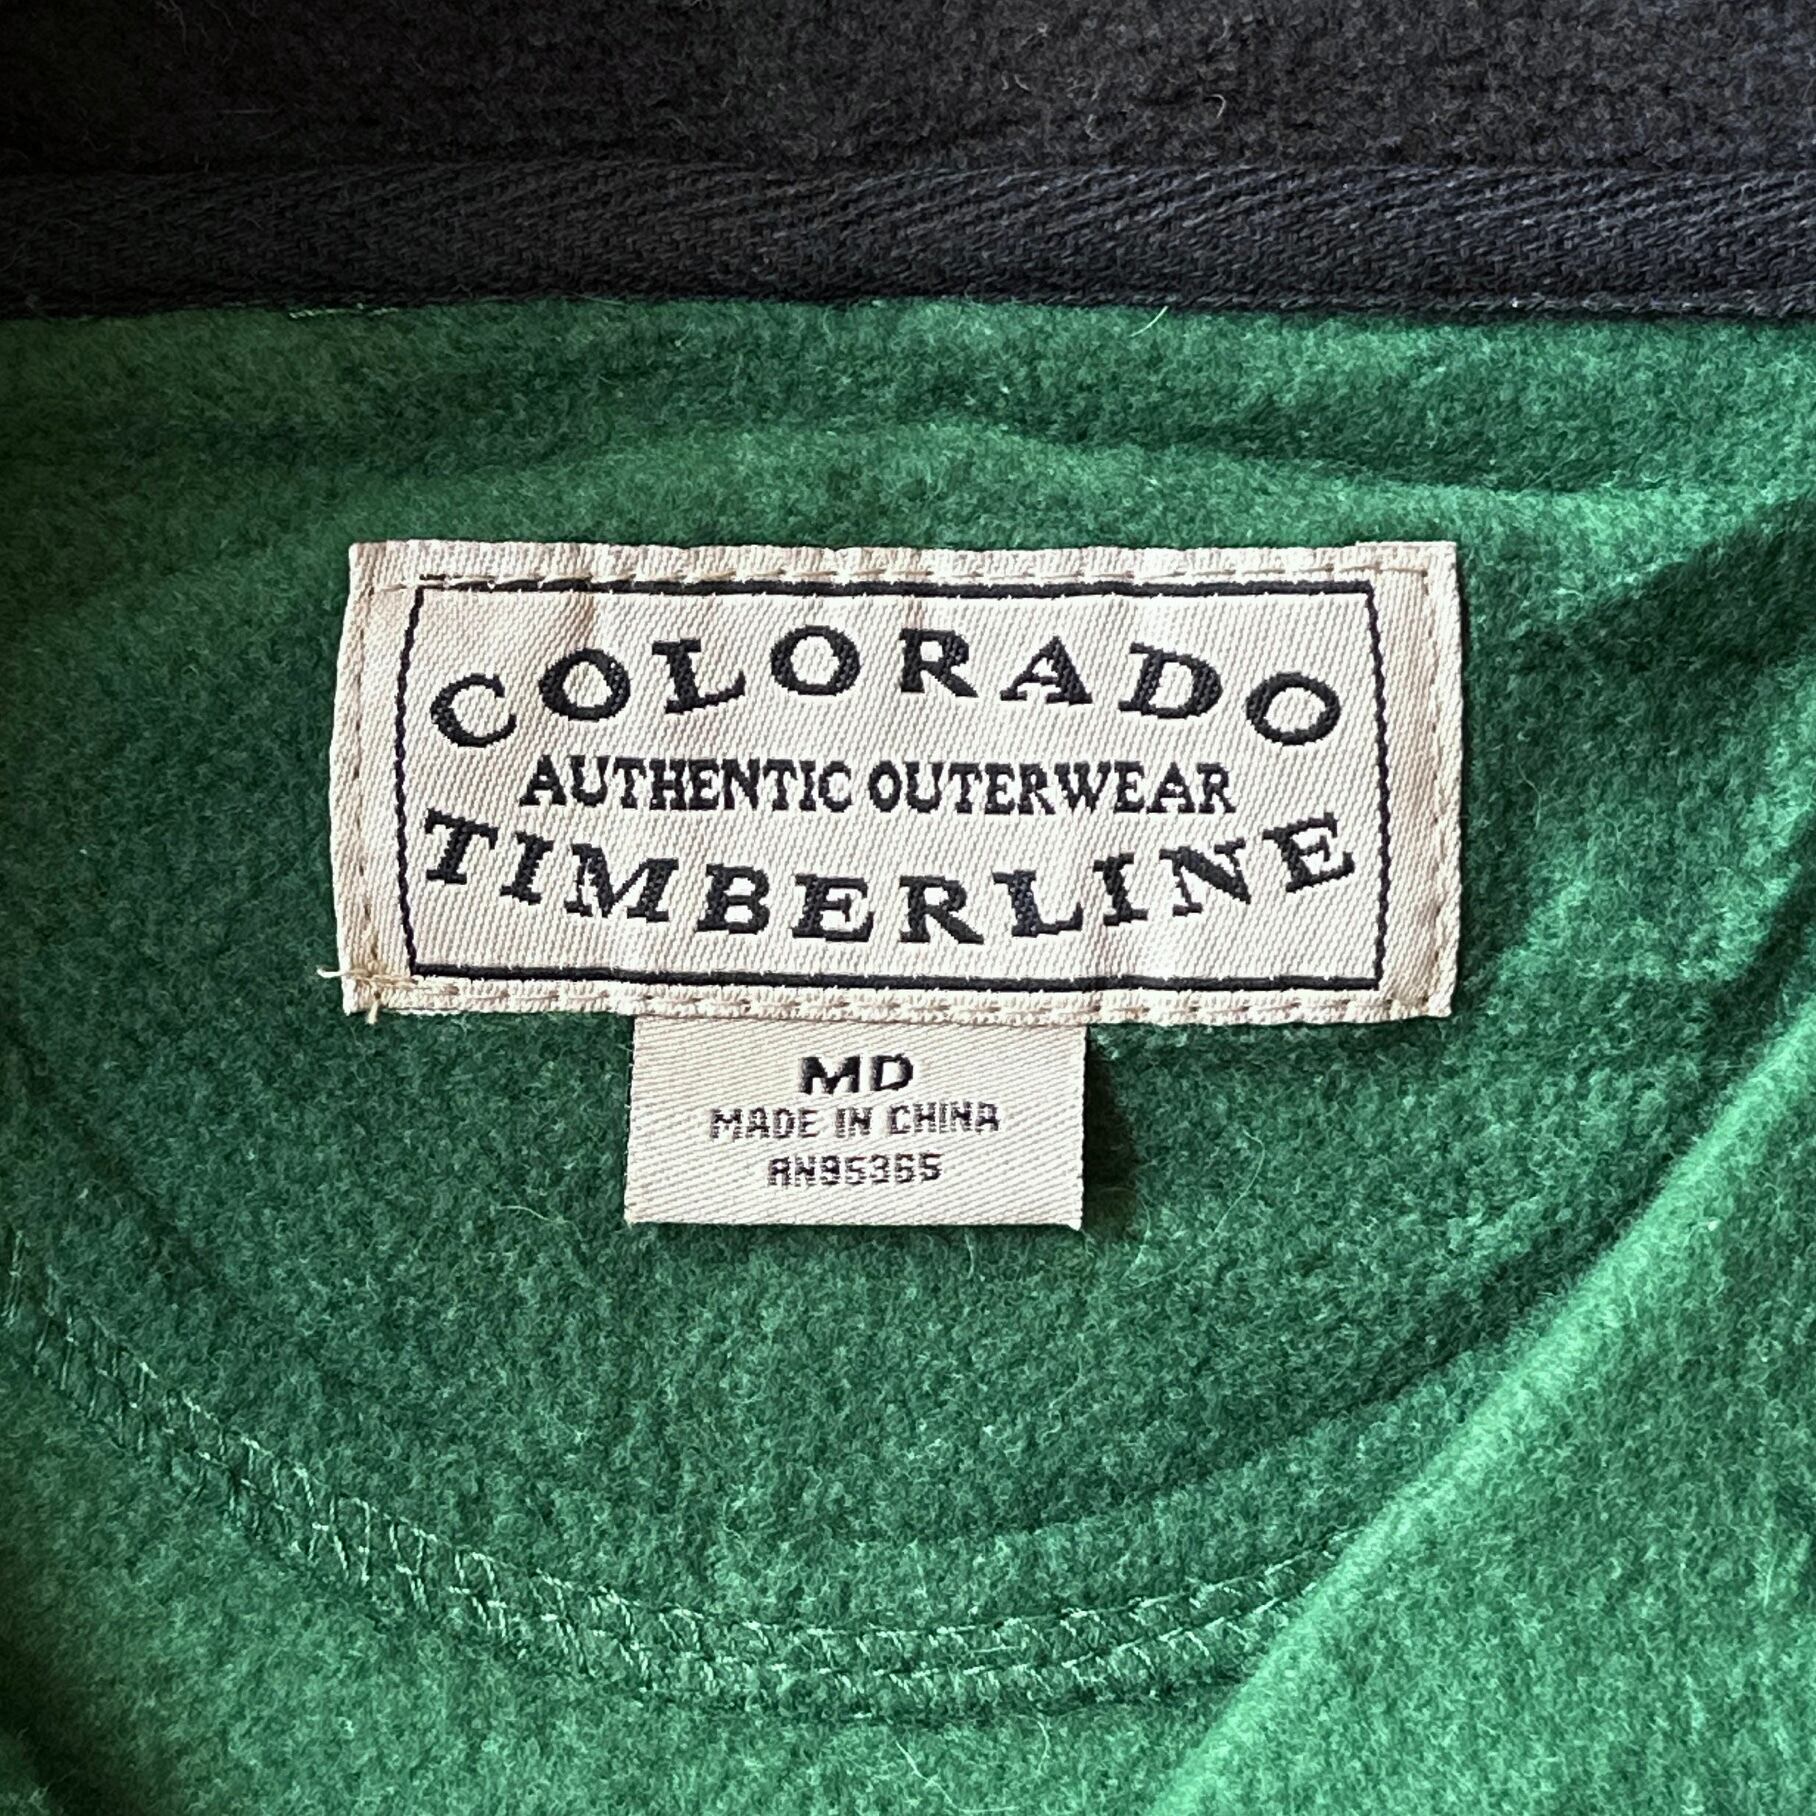 COLORADO
AUTHENTIC OUTERWEAR
TIMBERLINE
MD
MADE IN CHINA
RN95365